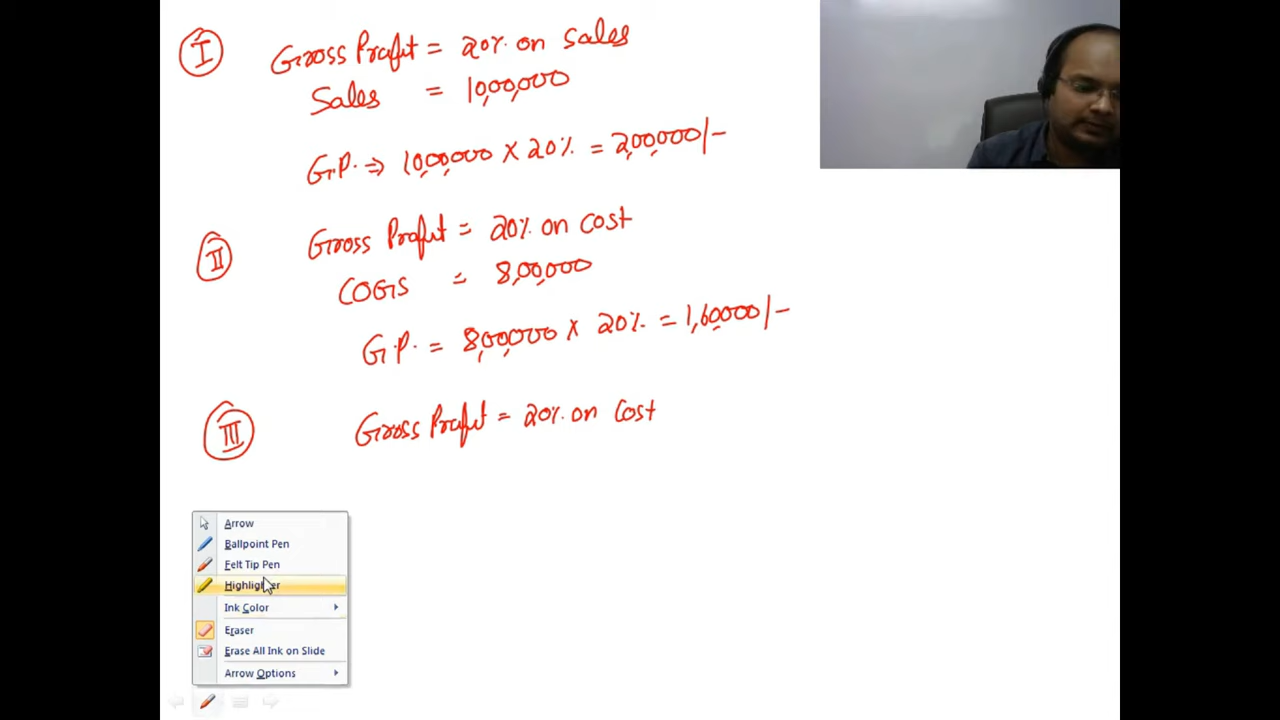 I Gross Profit = 20% on sales
Sales = 10,00,000
G.P. ⇒ 10,00,000 X 20% = 2,00,000/-
II Gross Profit = 20% on cost
COGS = 8,00,000
G.P. = 8,00,000 X 20% = 1,60,000/-
III Gross Profit = 20% on Cost
Arrow
Ballpoint Pen
Felt Tip Pen
Highlighter
Ink Color
Eraser
Erase All Ink on Slide
Arrow Options